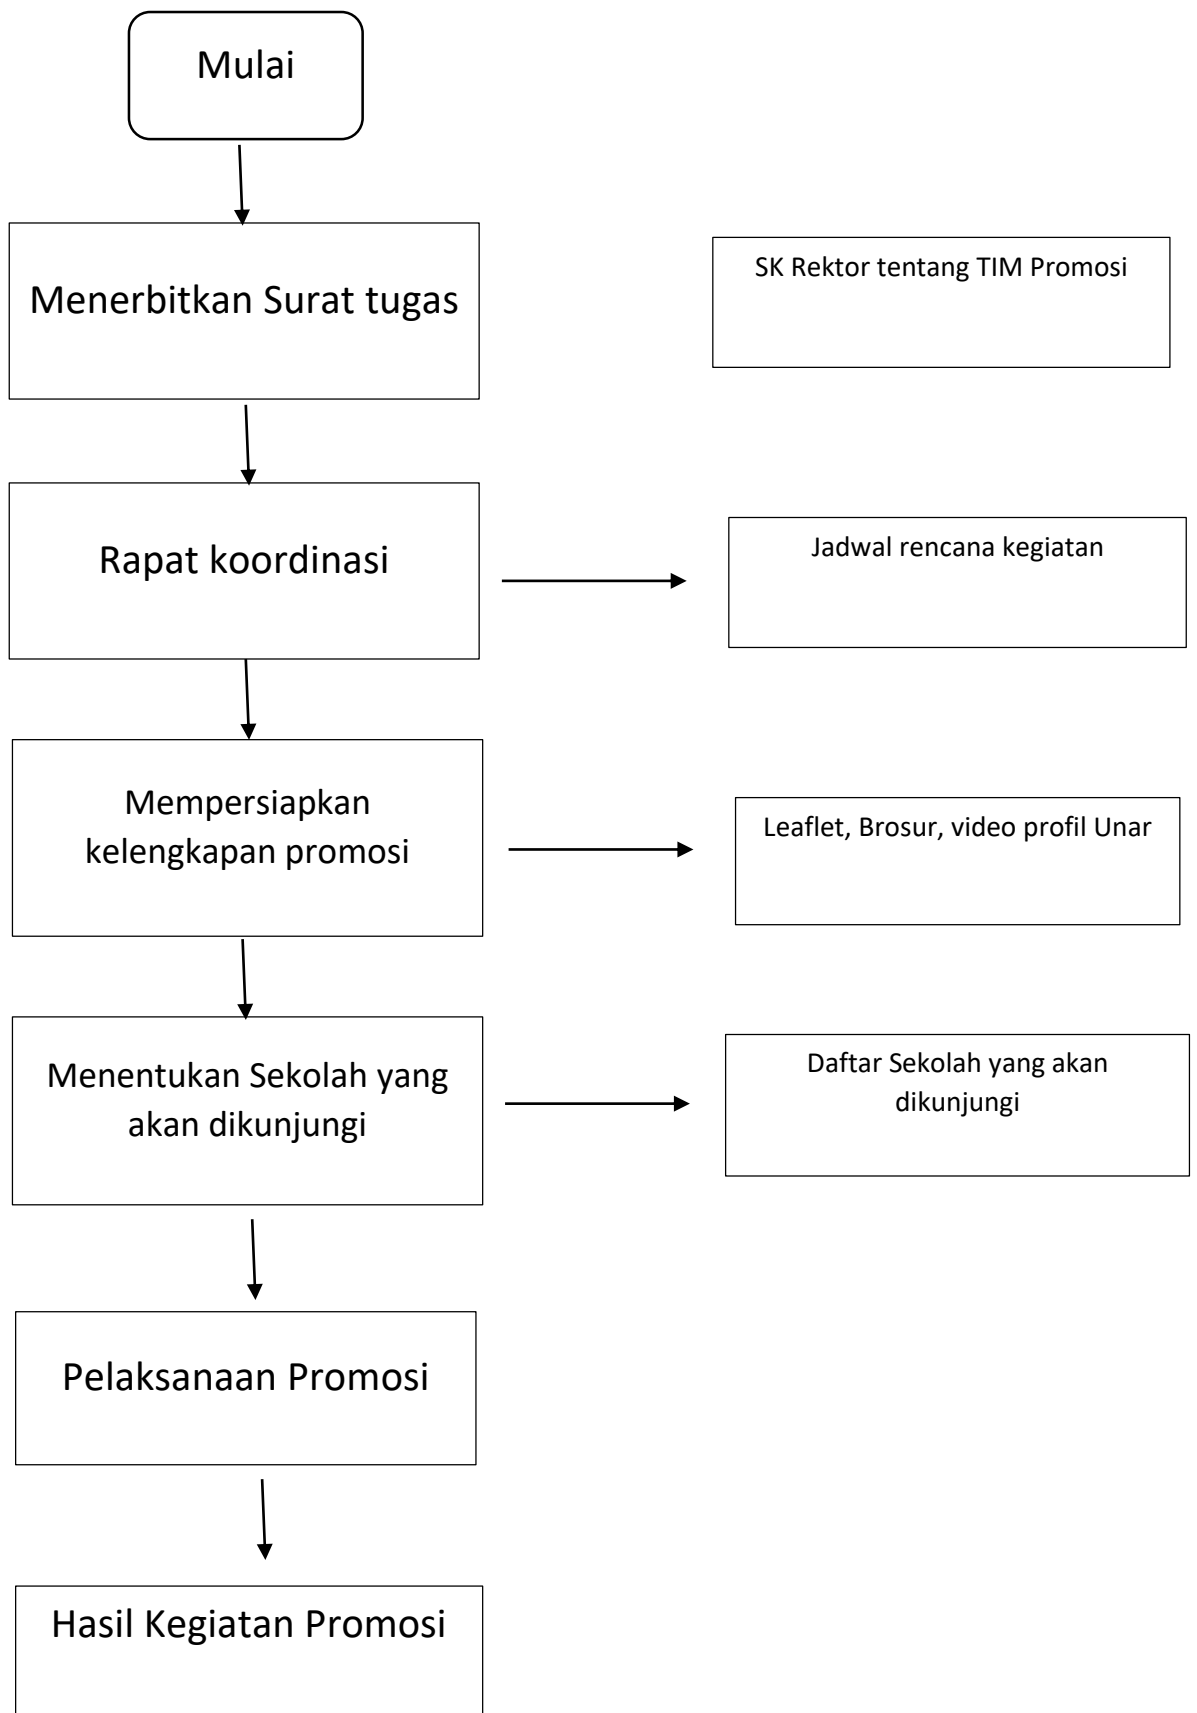 Mulai
Menerbitkan Surat tugas
SK Rektor tentang TIM Promosi
Rapat koordinasi
Jadwal rencana kegiatan
Mempersiapkan
kelengkapan promosi
Leaflet, Brosur, video profil Unar
Menentukan Sekolah yang
akan dikunjungi
Daftar Sekolah yang akan
dikunjungi
Pelaksanaan Promosi
Hasil Kegiatan Promosi